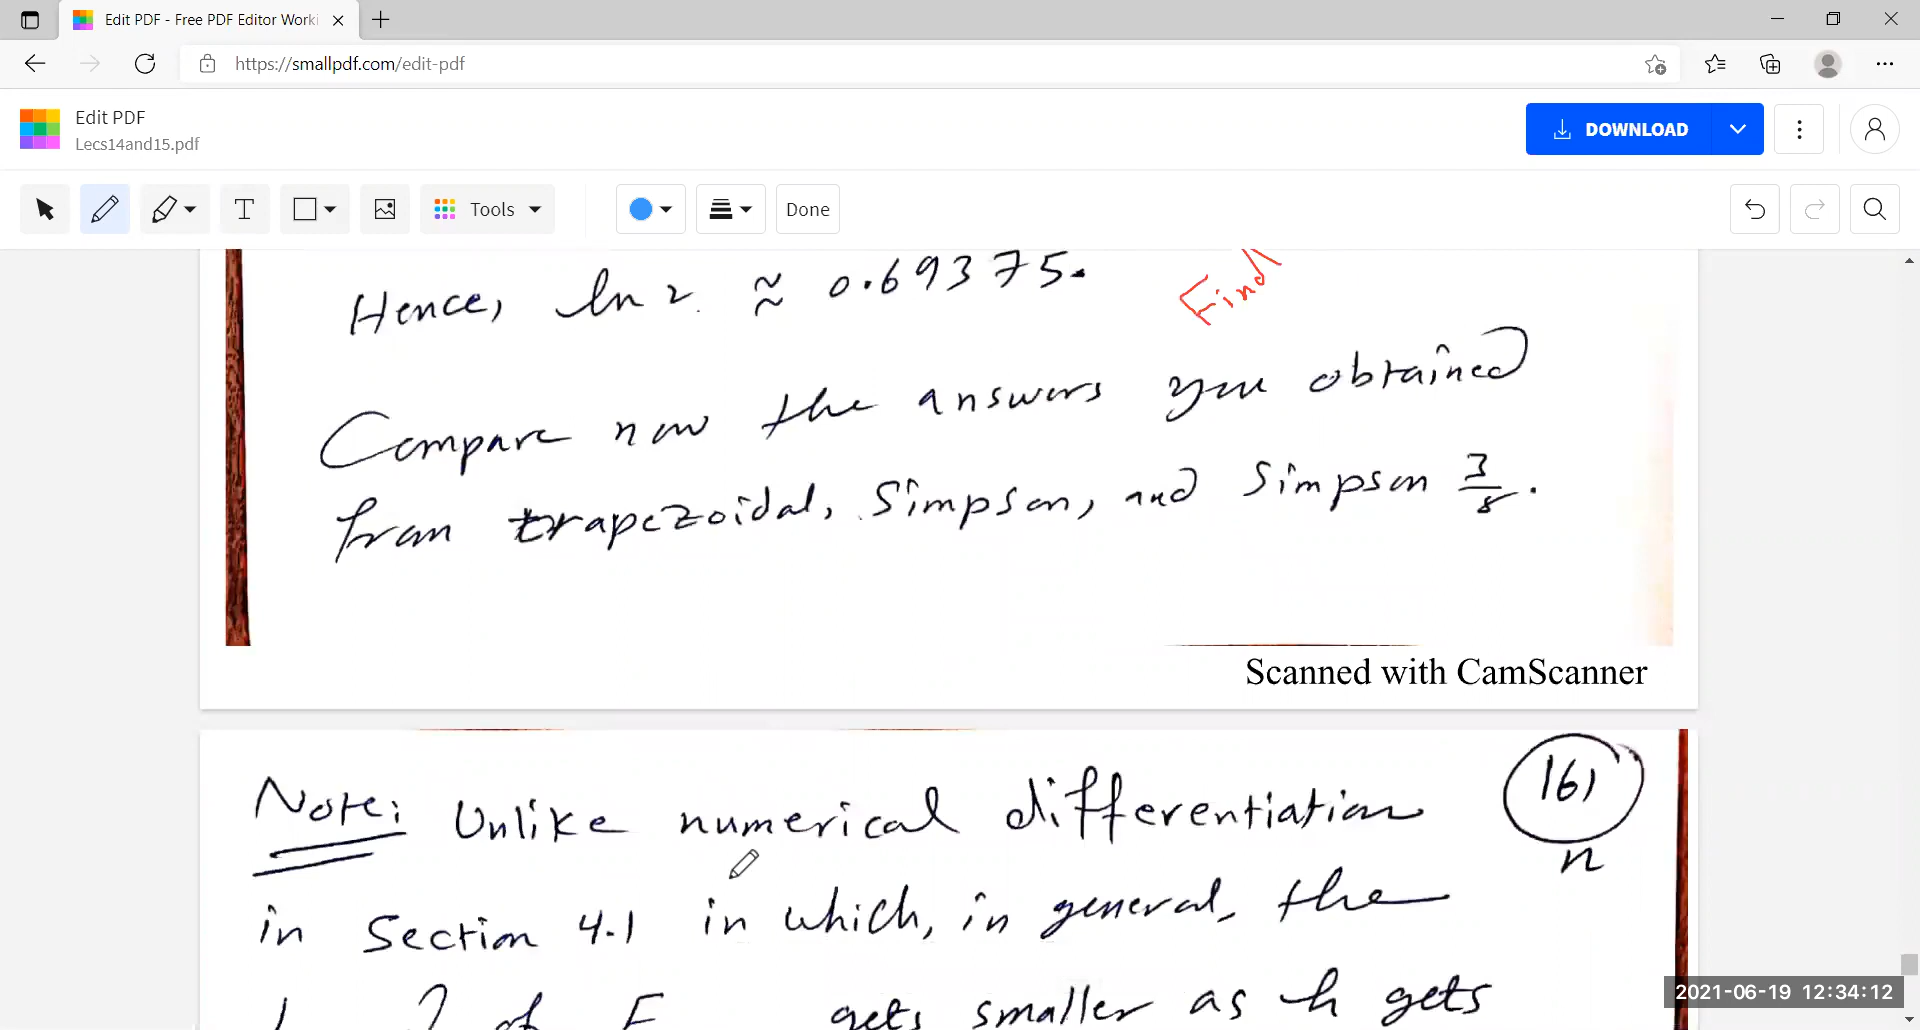 Edit PDF - Free PDF Editor Worki
https://smallpdf.com/edit-pdf
Edit PDF
Lecs14and15.pdf
DOWNLOAD
T
Tools
Done
Find
Hence, ln 2 ≈ 0.69375.
Compare now the answers you obtained
from trapezoidal, Simpson, and Simpson 3/8.
Scanned with CamScanner
161
n
Note: Unlike numerical differentiation
in Section 4.1 in which, in general, the
of gets smaller as h gets
2021-06-19 12:34:12